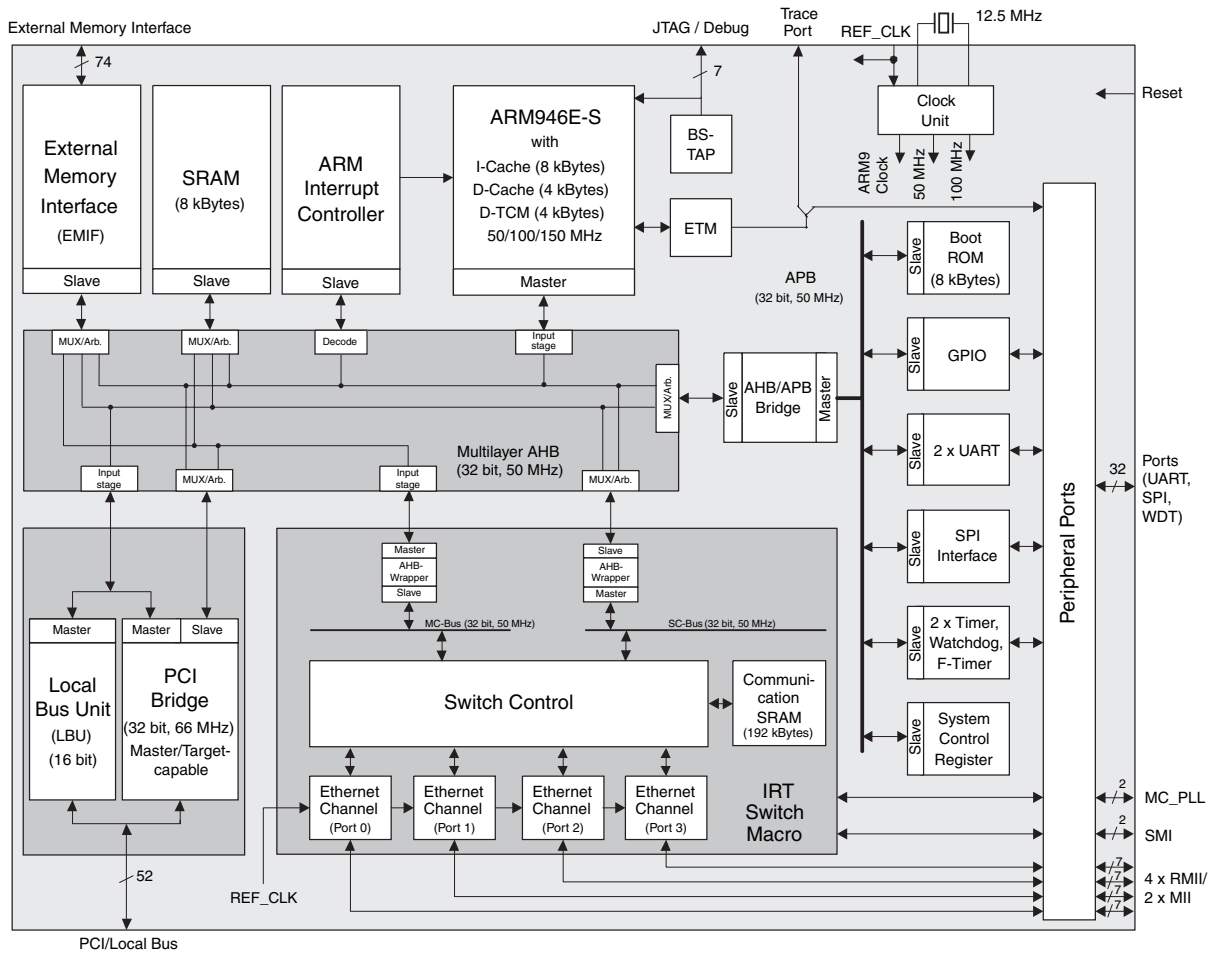 External Memory Interface
JTAG / Debug
Trace
Port
REF_CLK
12.5 MHz
74
7
Reset
External
Memory
Interface
(EMIF)
Slave
SRAM
(8 kBytes)
Slave
ARM
Interrupt
Controller
Slave
ARM946E-S
with
I-Cache (8 kBytes)
D-Cache (4 kBytes)
D-TCM (4 kBytes)
50/100/150 MHz
Master
BS-
TAP
ETM
Clock
Unit
ARM9
Clock
50 MHz
100 MHz
APB
(32 bit, 50 MHz)
MUX/Arb.
MUX/Arb.
Decode
Input
stage
MUX/Arb.
Multilayer AHB
(32 bit, 50 MHz)
Input
stage
MUX/Arb.
Input
stage
MUX/Arb.
Slave
AHB/APB
Bridge
Master
Slave
Boot
ROM
(8 kBytes)
Slave
GPIO
Slave
2 x UART
Slave
SPI
Interface
Slave
2 x Timer,
Watchdog,
F-Timer
Slave
System
Control
Register
Peripheral Ports
32
Ports
(UART,
SPI,
WDT)
2
MC_PLL
2
SMI
7
7
7
7
4 x RMII/
2 x MII
Master
Local
Bus Unit
(LBU)
(16 bit)
Master
Slave
PCI
Bridge
(32 bit, 66 MHz)
Master/Target-
capable
52
PCI/Local Bus
Master
AHB-
Wrapper
Slave
Slave
AHB-
Wrapper
Master
MC-Bus (32 bit, 50 MHz)
SC-Bus (32 bit, 50 MHz)
Switch Control
Communi-
cation
SRAM
(192 kBytes)
Ethernet
Channel
(Port 0)
Ethernet
Channel
(Port 1)
Ethernet
Channel
(Port 2)
Ethernet
Channel
(Port 3)
IRT
Switch
Macro
REF_CLK